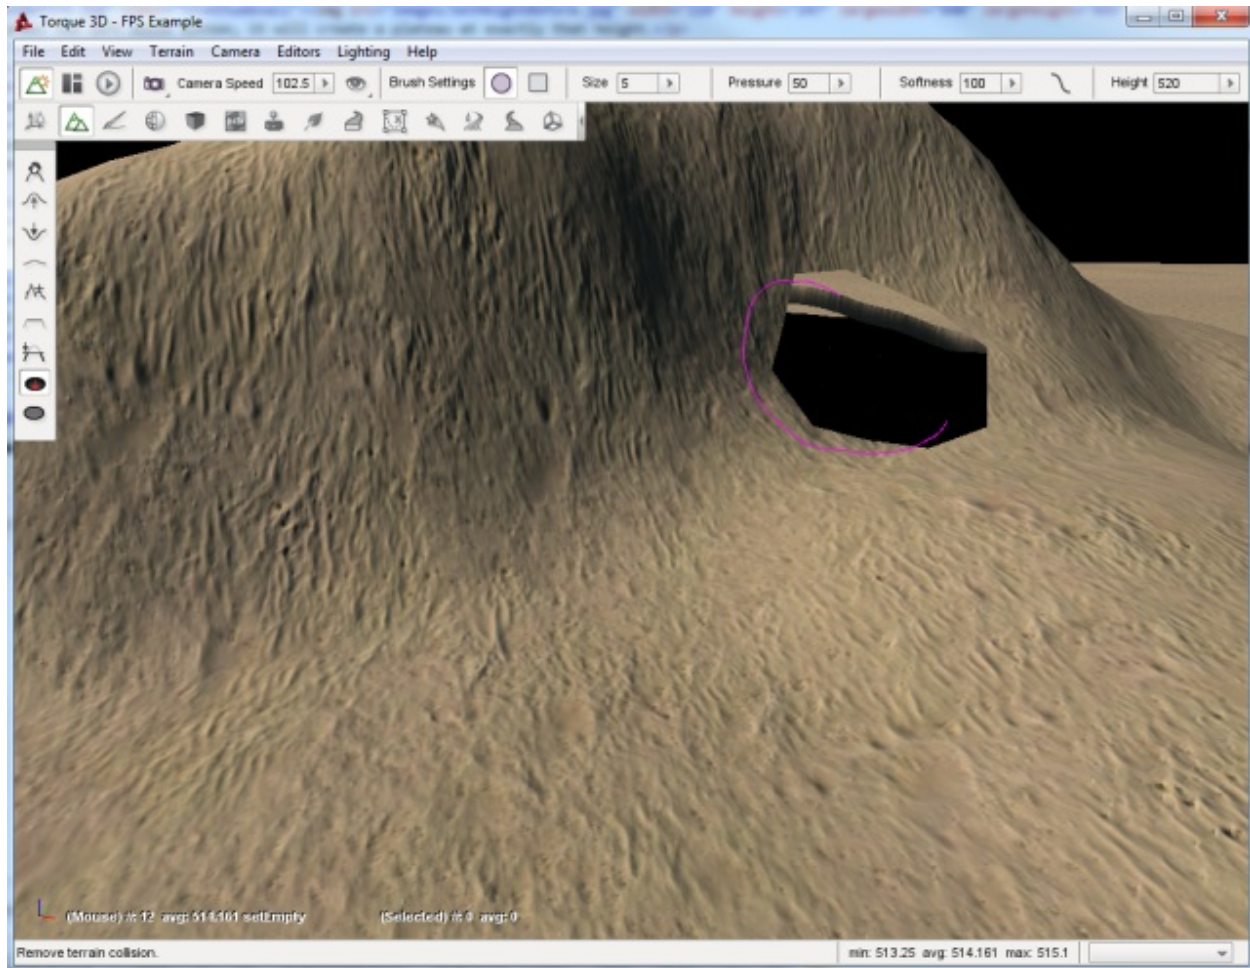 Torque 3D - FPS Example
File Edit View Terrain Camera Editors Lighting Help
Camera Speed 102.5 Brush Settings Size 5 Pressure 50 Softness 100 Height 520
(Mouse) #: 12 avg: 514.161 setEmpty (Selected) #: 0 avg: 0
Remove terrain collision. min: 513.25 avg: 514.161 max: 515.1